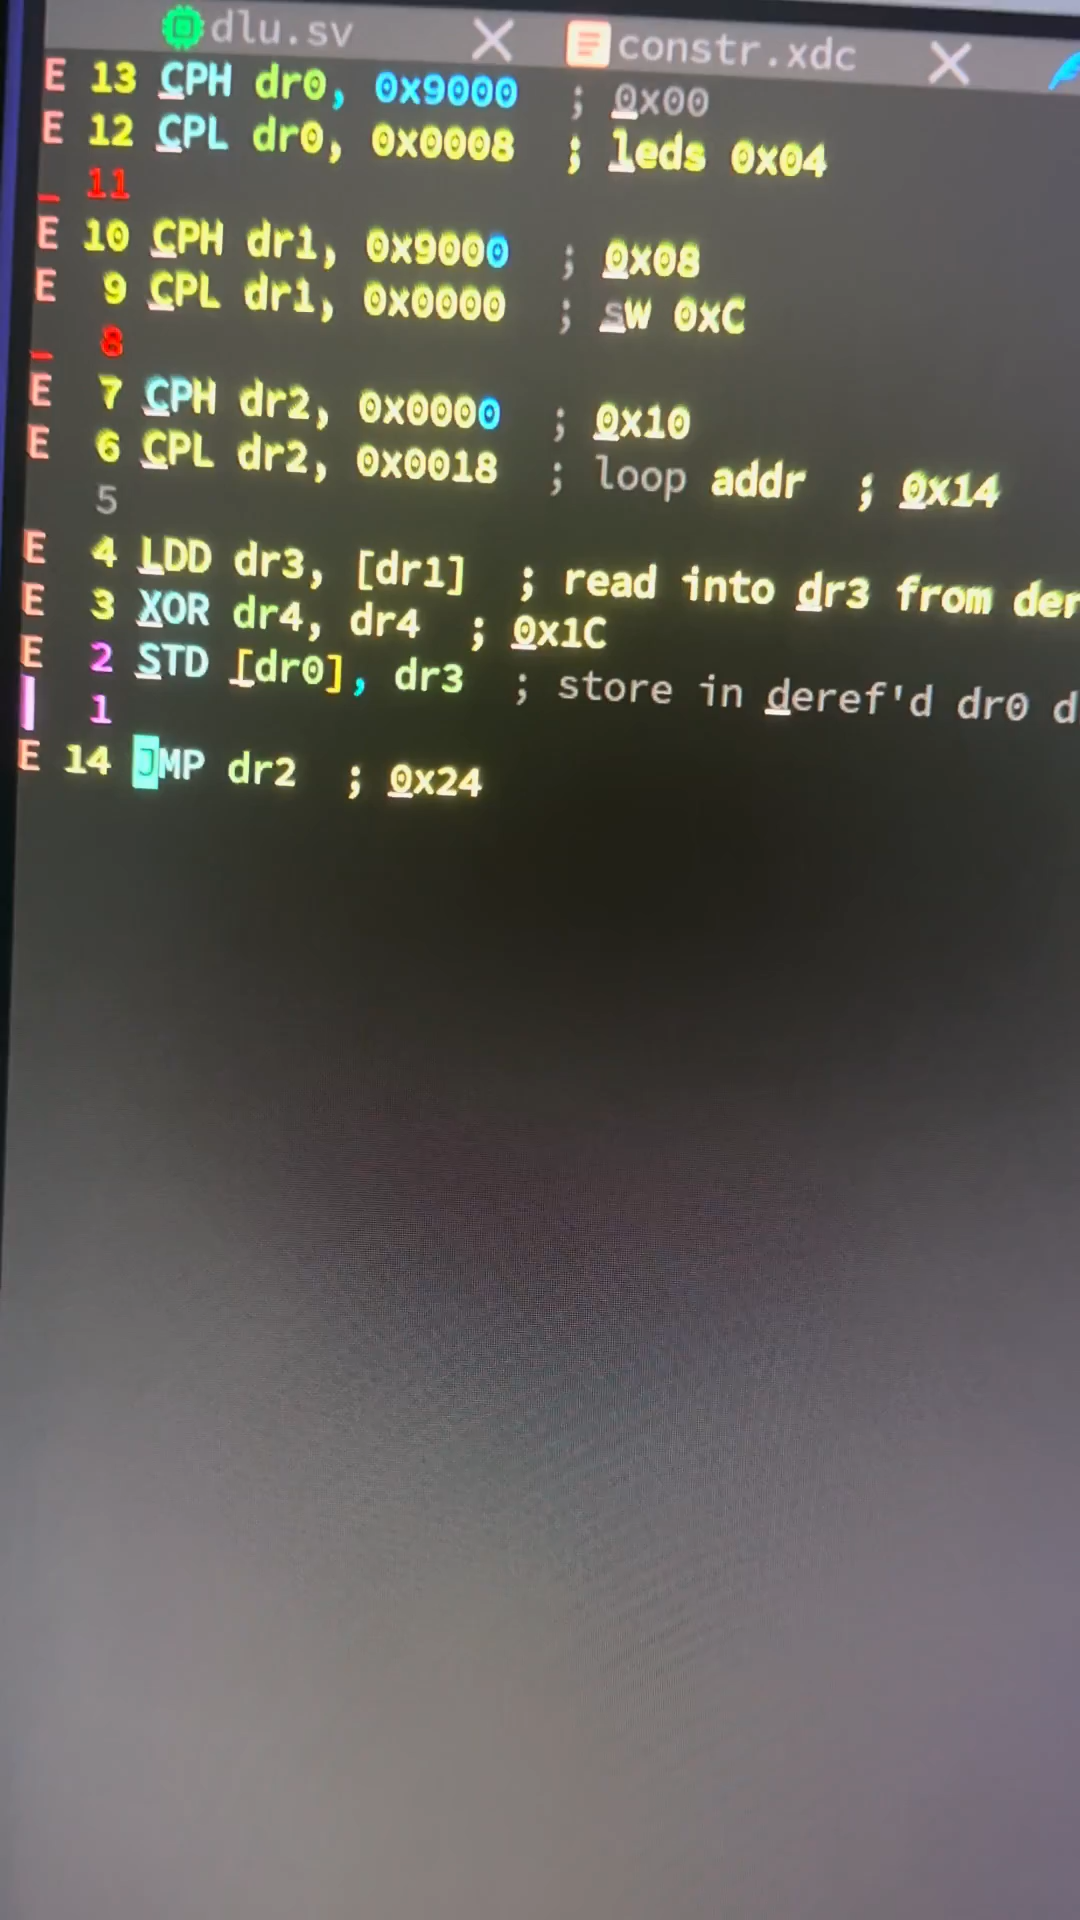 dlu.sv X constr.xdc X
E 13 CPH dr0, 0x9000 ; 0x00
E 12 CPL dr0, 0x0008 ; leds 0x04
_ 11
E 10 CPH dr1, 0x9000 ; 0x08
E 9 CPL dr1, 0x0000 ; sw 0xC
_ 8
E 7 CPH dr2, 0x0000 ; 0x10
E 6 CPL dr2, 0x0018 ; loop addr ; 0x14
5
E 4 LDD dr3, [dr1] ; read into dr3 from der
E 3 XOR dr4, dr4 ; 0x1C
E 2 STD [dr0], dr3 ; store in deref'd dr0 d
1
E 14 JMP dr2 ; 0x24